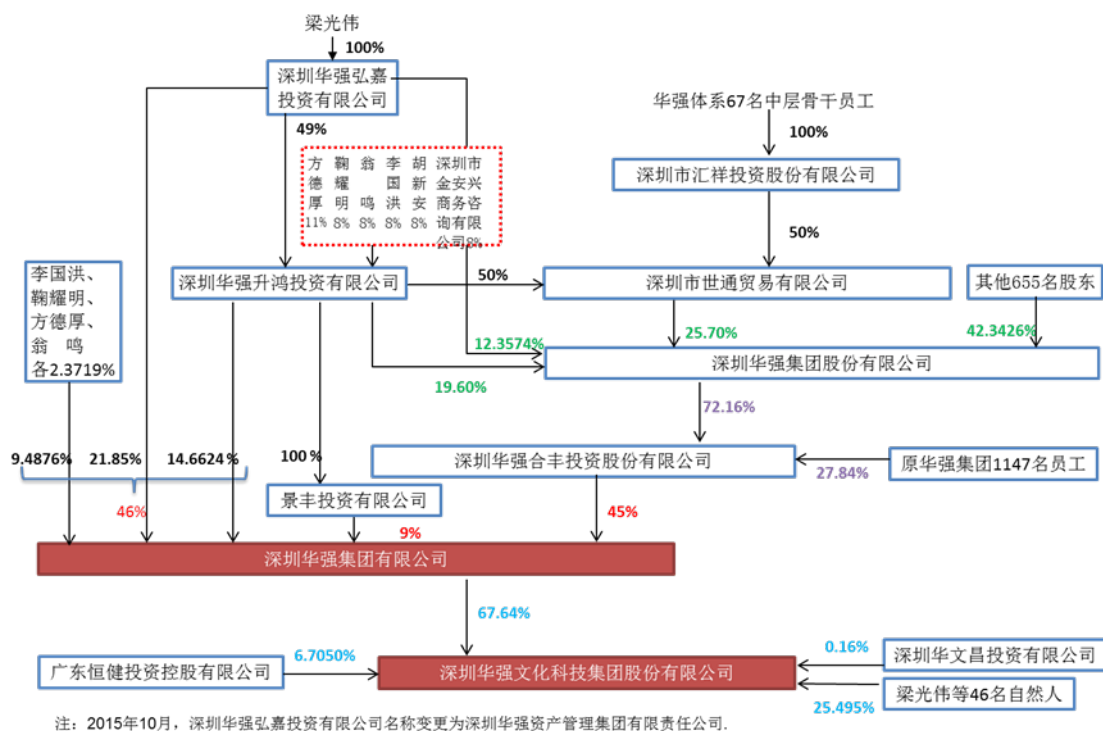 梁光伟
100%
深圳华强弘嘉
投资有限公司
49%
华强体系67名中层骨干员工
100%
深圳市汇祥投资股份有限公司
50%
方德厚
11%
鞠耀明
8%
翁鸣
8%
李国洪
8%
胡新安
8%
深圳市
金安兴
商务咨
询有限
公司8%
深圳华强升鸿投资有限公司
50%
深圳市世通贸易有限公司
其他655名股东
李国洪、
鞠耀明、
方德厚、
翁 鸣
各2.3719%
12.3574%
25.70%
42.3426%
深圳华强集团股份有限公司
19.60%
72.16%
9.4876%
21.85%
14.6624%
100%
深圳华强合丰投资股份有限公司
27.84%
原华强集团1147名员工
46%
景丰投资有限公司
9%
45%
深圳华强集团有限公司
67.64%
广东恒健投资控股有限公司
6.7050%
深圳华强文化科技集团股份有限公司
0.16%
深圳华文昌投资有限公司
25.495%
梁光伟等46名自然人
注：2015年10月，深圳华强弘嘉投资有限公司名称变更为深圳华强资产管理集团有限责任公司.